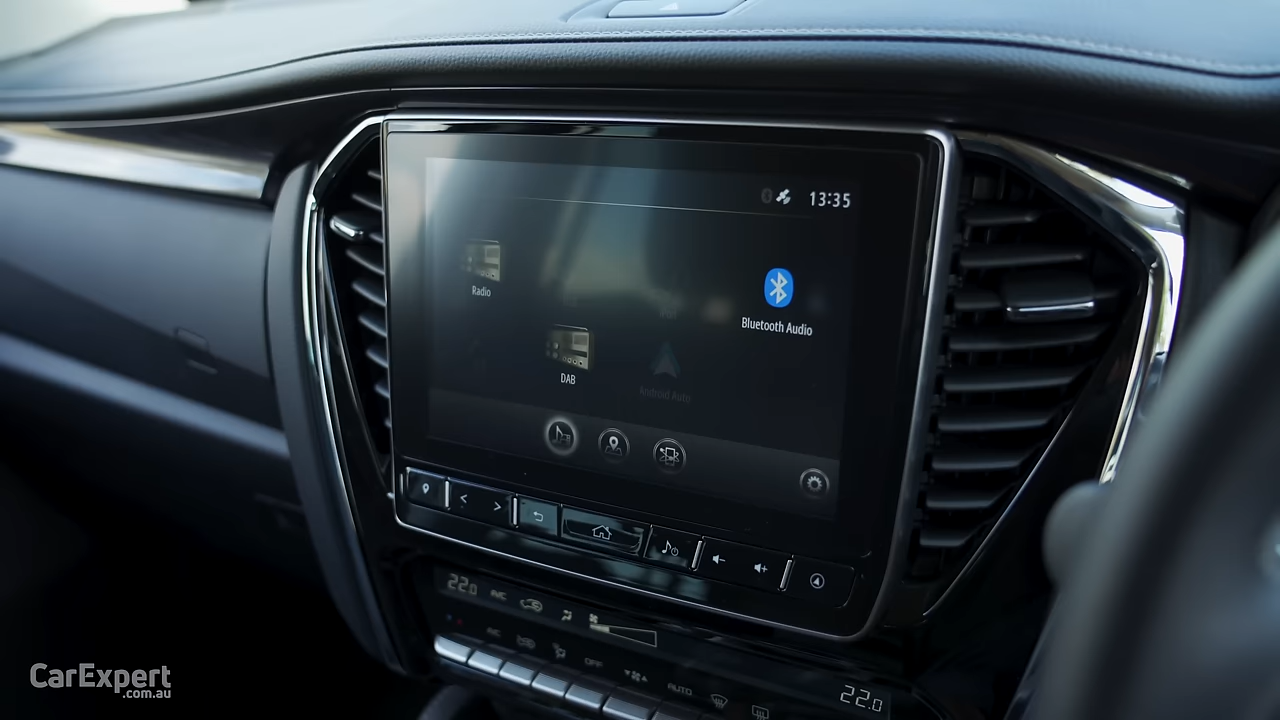 13:35
Radio
Bluetooth Audio
DAB
Android Auto
22.0
A/C
OFF
AUTO
22.0
CarExpert
.com.au